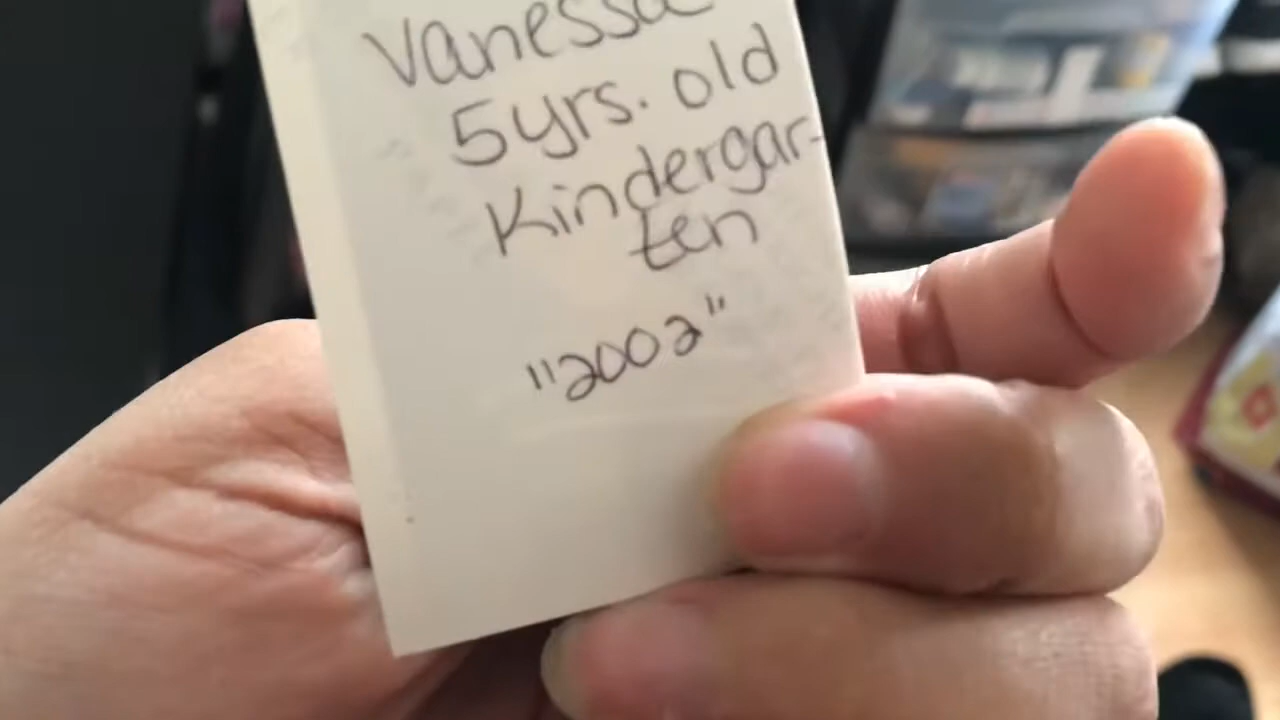 Vanessa
5yrs. old
Kindergar-
ten
"2002"